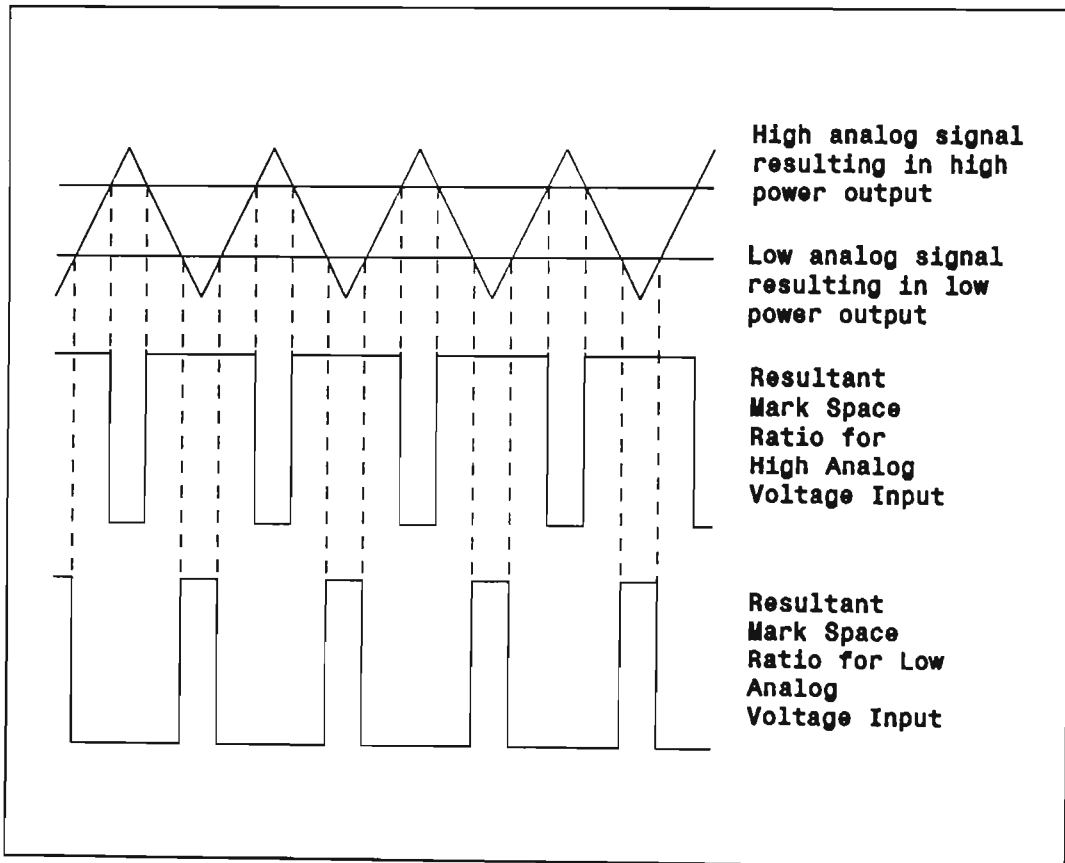 High analog signal
resulting in high
power output
Low analog signal
resulting in low
power output
Resultant
Mark Space
Ratio for
High Analog
Voltage Input
Resultant
Mark Space
Ratio for Low
Analog
Voltage Input